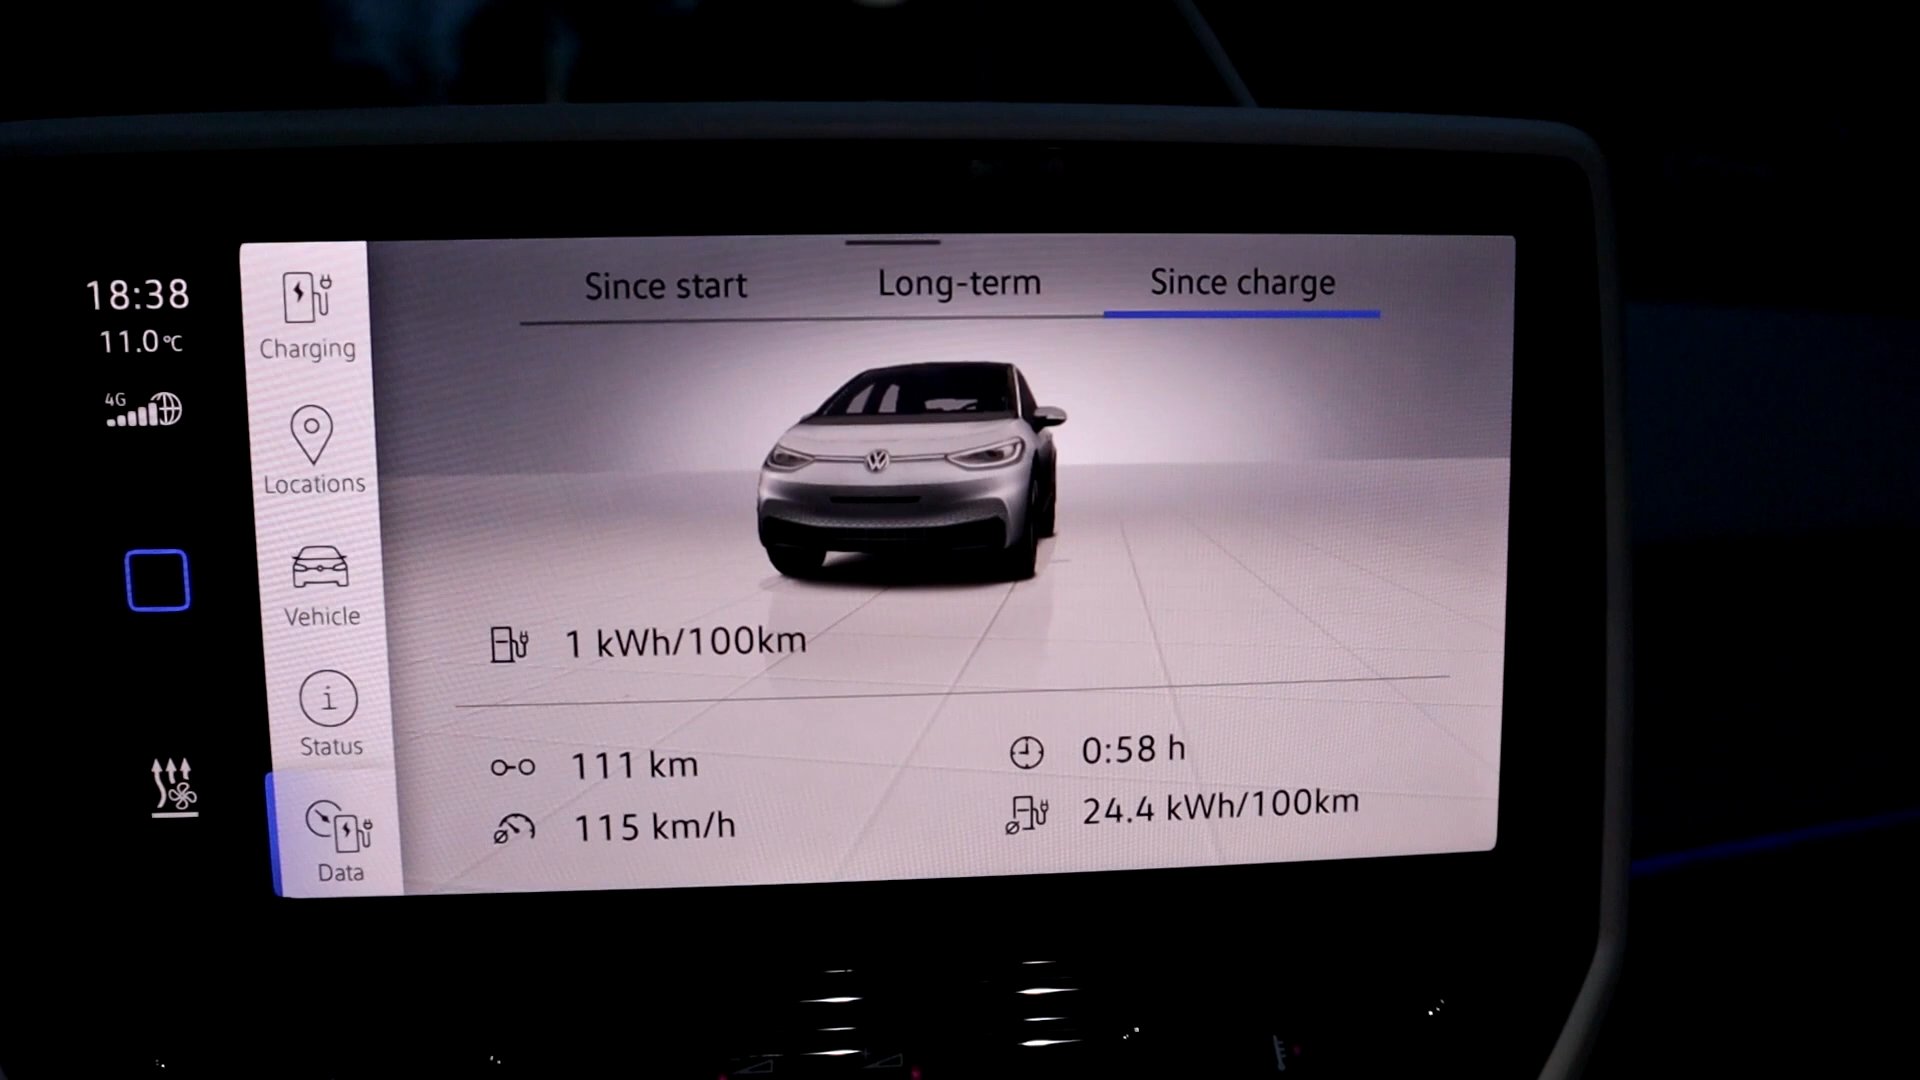 18:38
11.0°C
4G
Charging
Locations
Vehicle
Status
Data
Since start
Long-term
Since charge
1 kWh/100km
111 km
0:58 h
115 km/h
24.4 kWh/100km